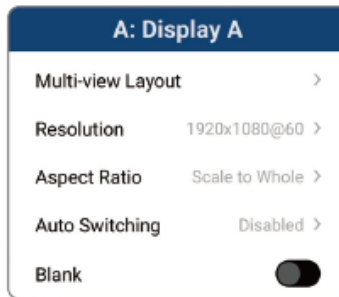 A: Display A
Multi-view Layout >
Resolution 1920x1080@60 >
Aspect Ratio Scale to Whole >
Auto Switching Disabled >
Blank